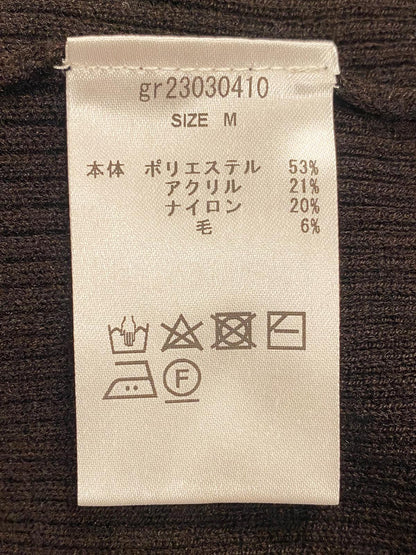 gr23030410
SIZE M
本体 ポリエステル 53%
アクリル 21%
ナイロン 20%
毛 6%
F